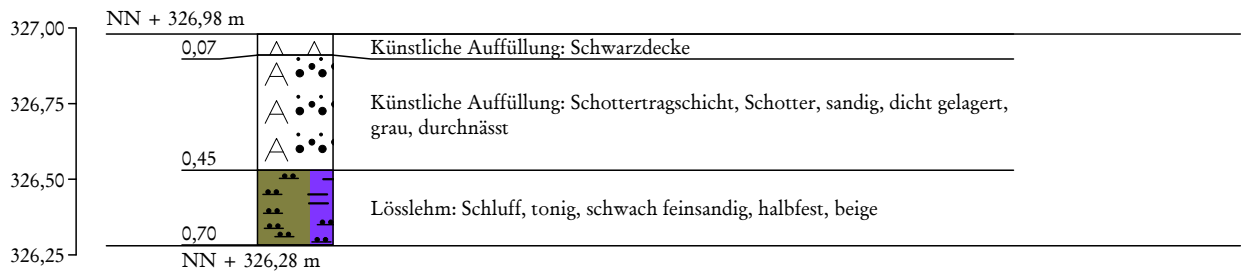 NN + 326,98 m
327,00
0,07
Künstliche Auffüllung: Schwarzdecke
326,75
Künstliche Auffüllung: Schottertragschicht, Schotter, sandig, dicht gelagert,
grau, durchnässt
0,45
326,50
Lösslehm: Schluff, tonig, schwach feinsandig, halbfest, beige
0,70
326,25
NN + 326,28 m